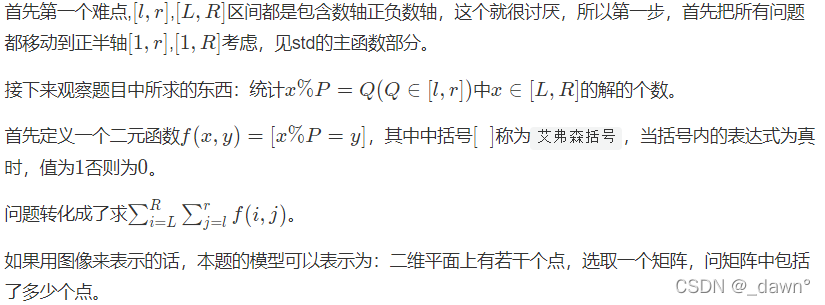 首先第一个难点,[l, r],[L, R]区间都是包含数轴正负数轴，这个就很讨厌，所以第一步，首先把所有问题
都移动到正半轴[1, r],[1, R]考虑，见std的主函数部分。
接下来观察题目中所求的东西：统计x%P = Q(Q ∈ [l, r])中x ∈ [L, R]的解的个数。
首先定义一个二元函数f(x, y) = [x%P = y]，其中中括号[ ]称为 艾弗森括号 ，当括号内的表达式为真
时，值为1否则为0。
问题转化成了求∑_{i=L}^{R} ∑_{j=l}^{r} f(i, j)。
如果用图像来表示的话，本题的模型可以表示为：二维平面上有若干个点，选取一个矩阵，问矩阵中包括
了多少个点。
CSDN @_dawn°